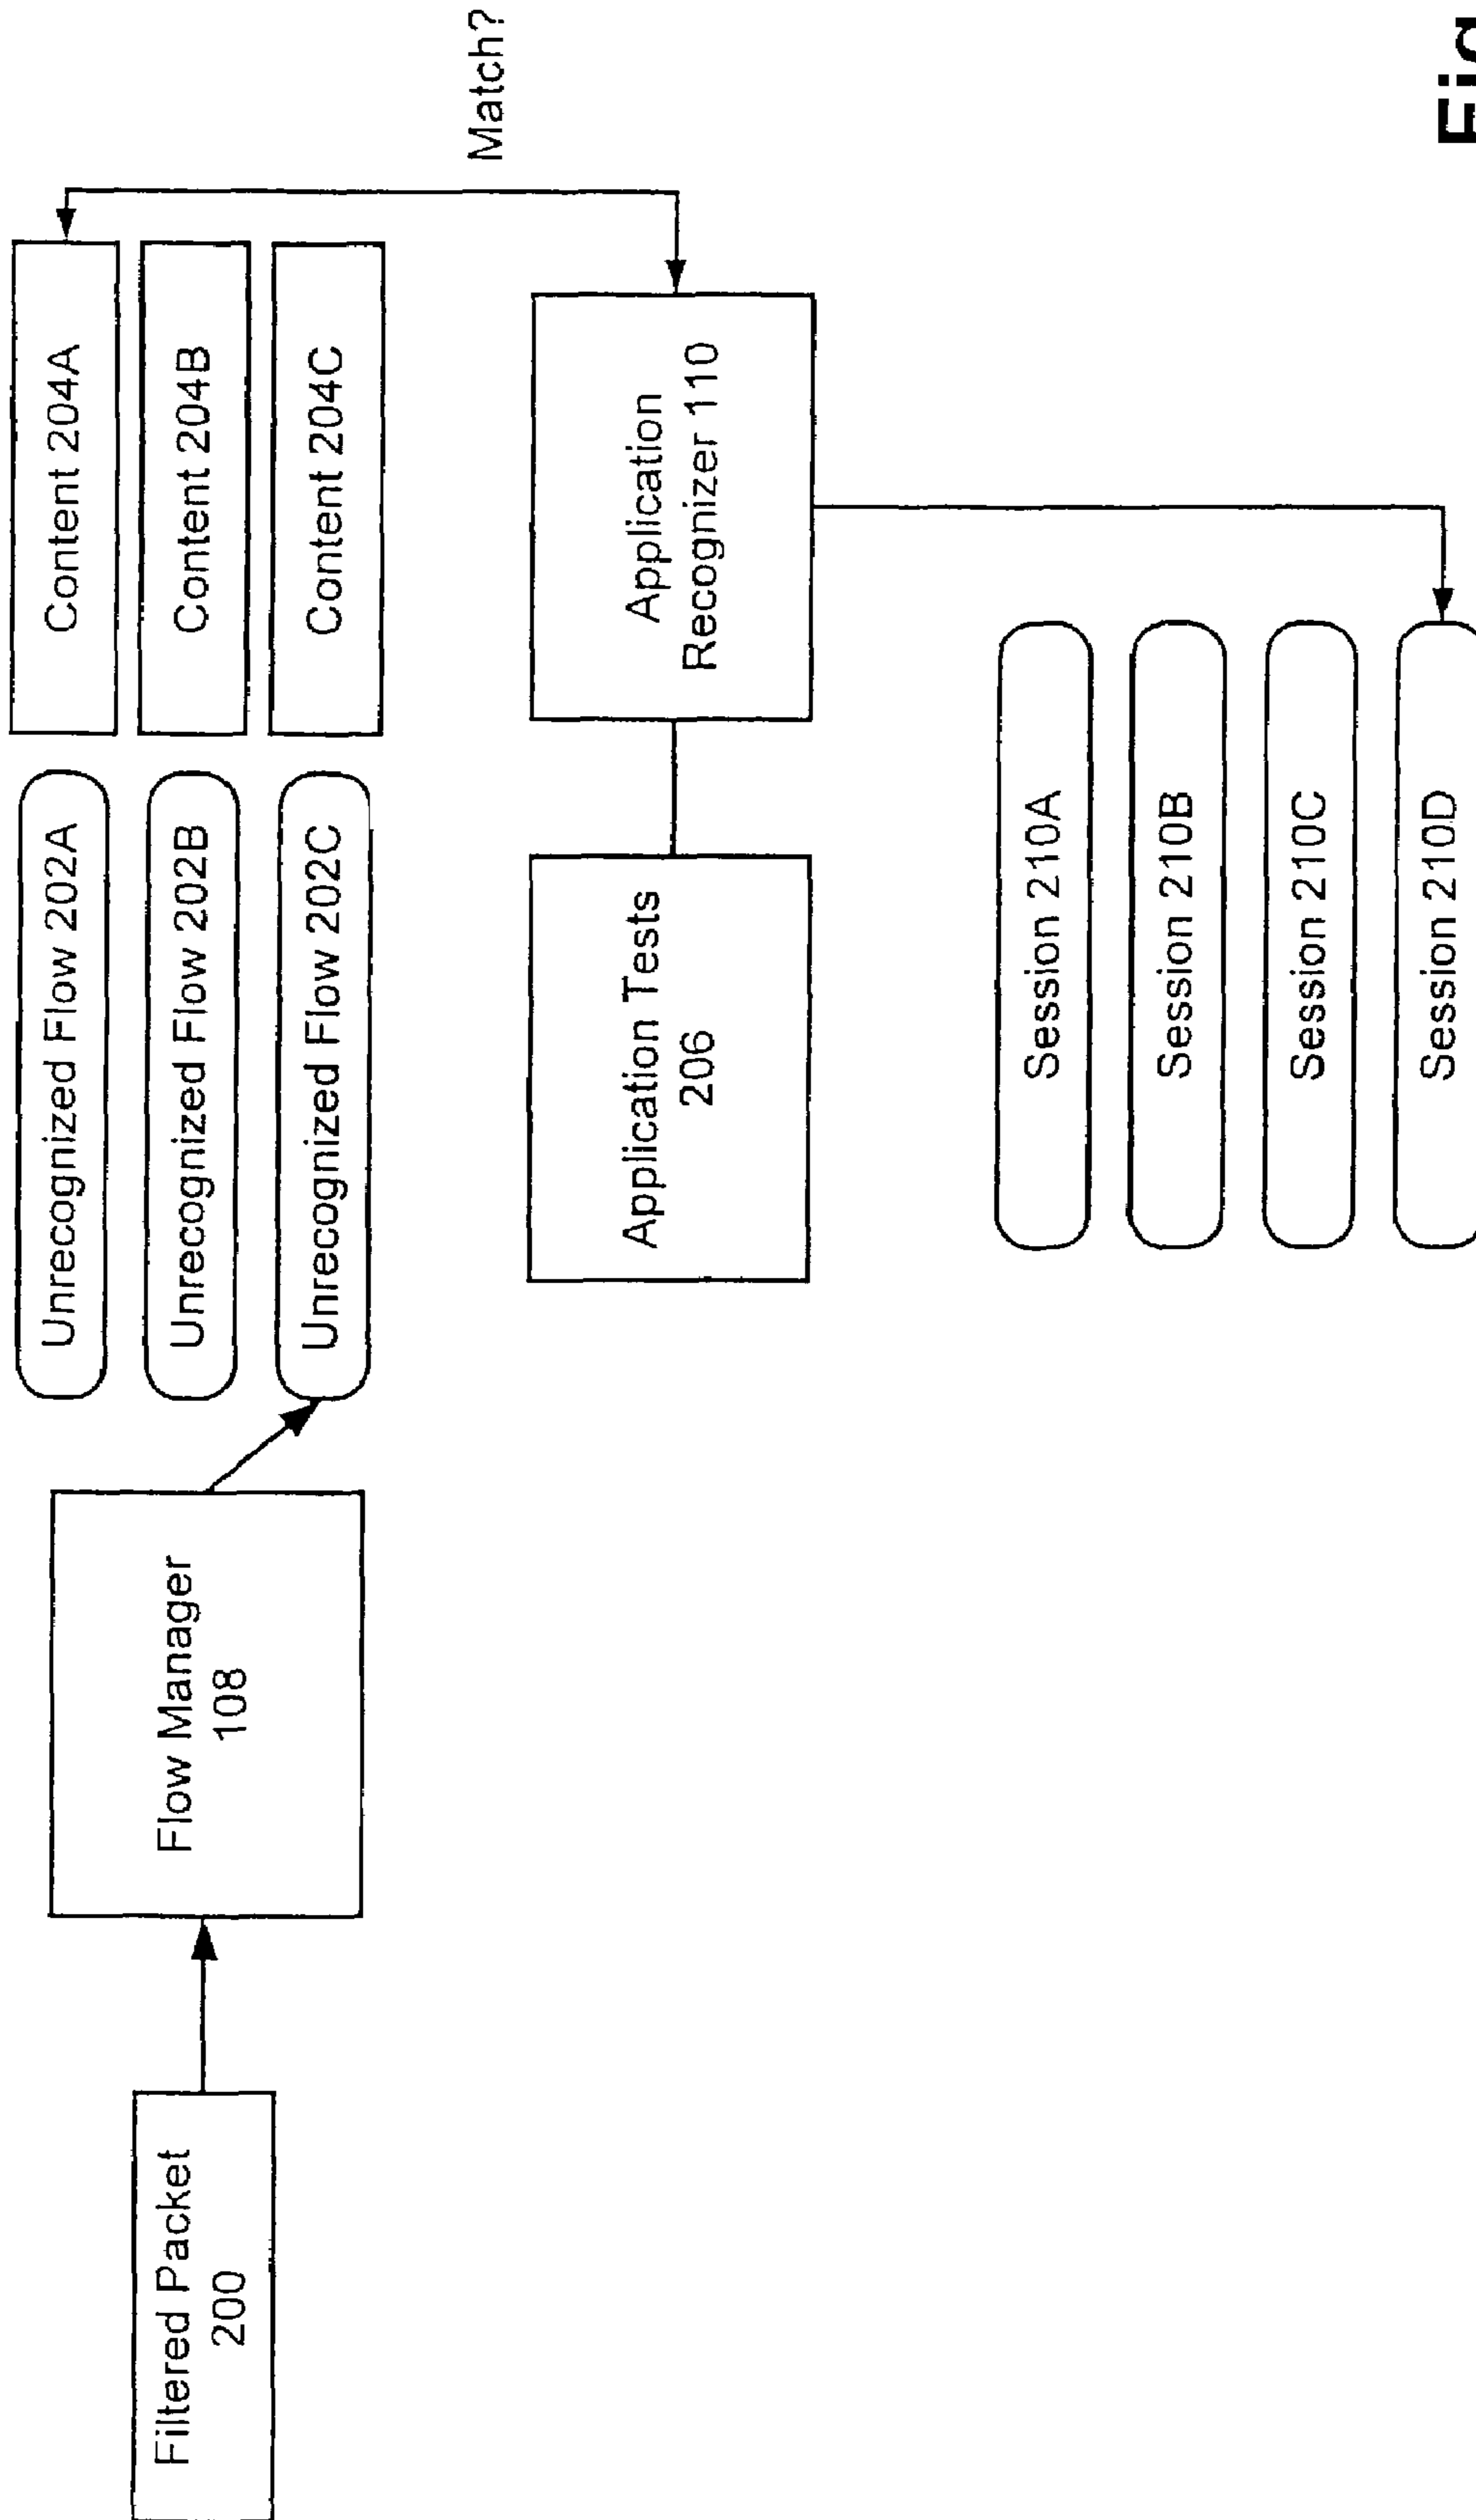 Filtered Packet
200
Flow Manager
108
Unrecognized Flow 202A
Unrecognized Flow 202B
Unrecognized Flow 202C
Content 204A
Content 204B
Content 204C
Match?
Application Tests
206
Application
Recognizer 110
Session 210A
Session 210B
Session 210C
Session 210D